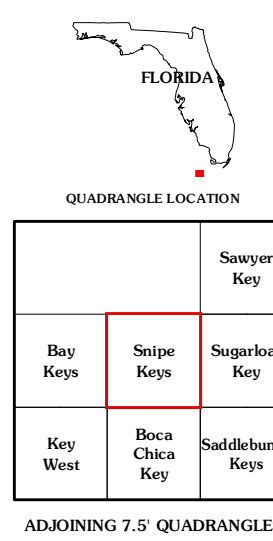 FLORIDA
QUADRANGLE LOCATION
Sawyer
Key
Bay
Keys
Snipe
Keys
Sugarloa
Key
Key
West
Boca
Chica
Key
Saddlebun
Keys
ADJOINING 7.5' QUADRANGLE